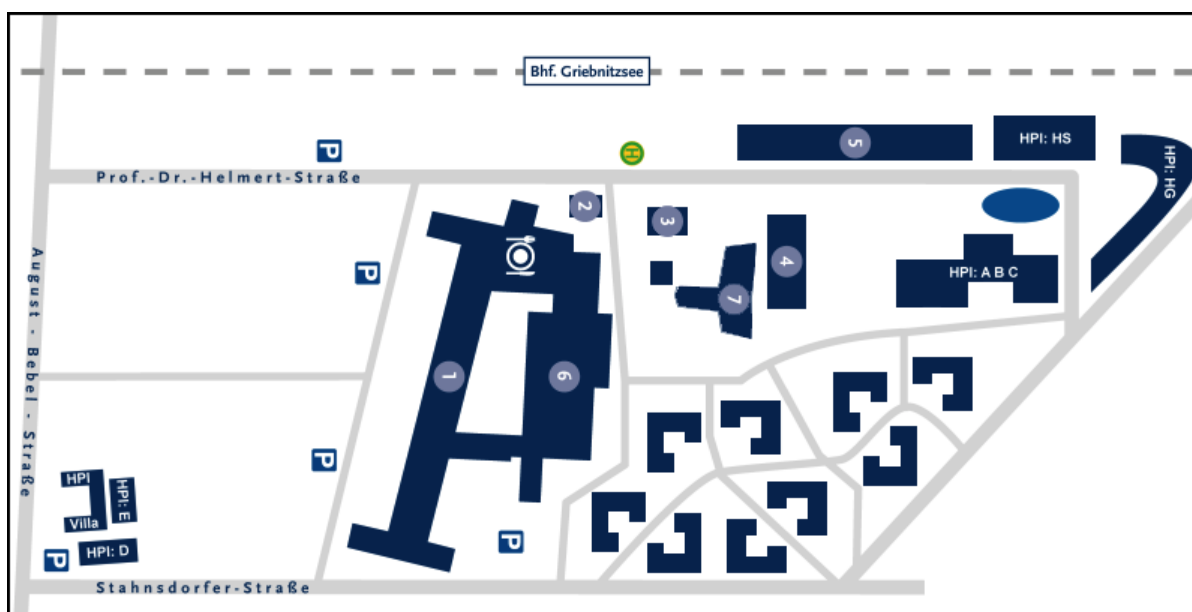 Bhf. Griebnitzsee
P
H
5
HPI: HS
HPI: HG
Prof.-Dr.-Helmert-Straße
2
3
4
P
HPI: A B C
7
August - Bebel - Straße
1
6
P
HPI
Villa
HPI: E
HPI: D
P
P
Stahnsdorfer-Straße